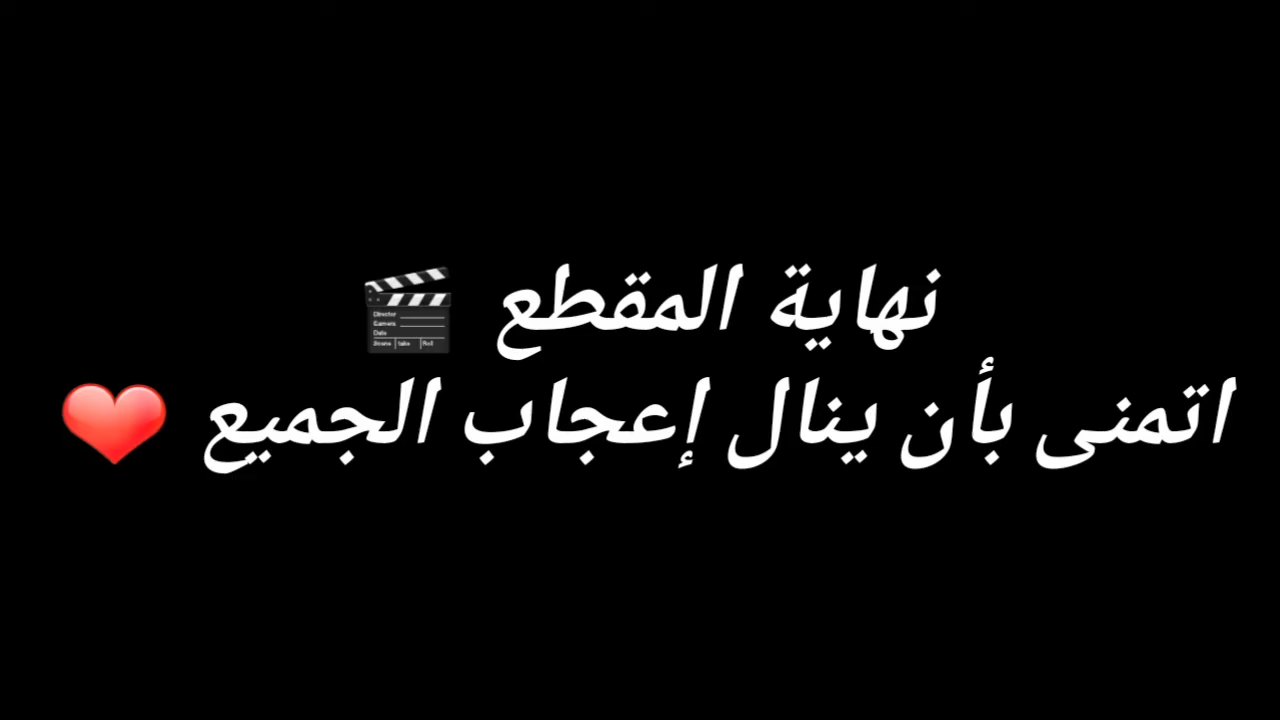 نهاية المقطع 🎬
اتمنى بأن ينال إعجاب الجميع ❤